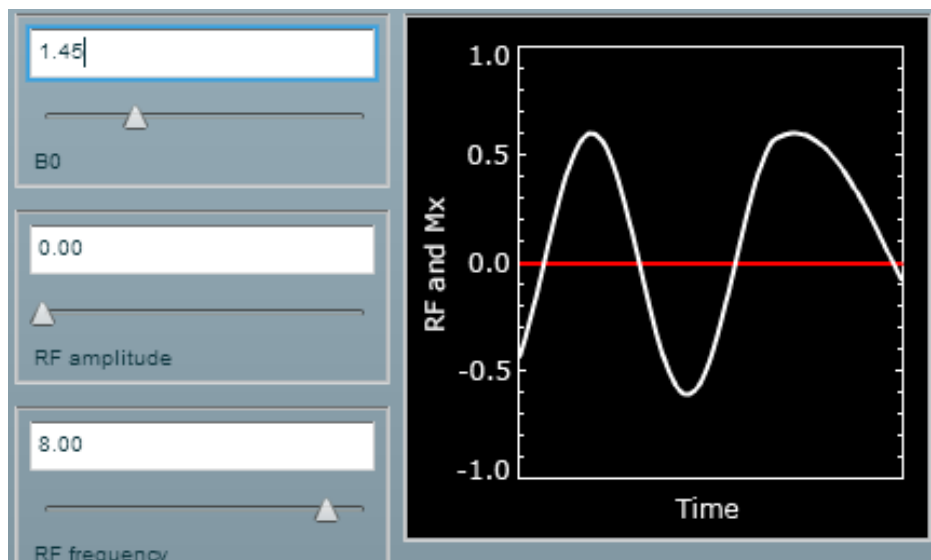 1.45
B0
0.00
RF amplitude
8.00
RF frequency
1.0
0.5
0.0
-0.5
-1.0
RF and Mx
Time